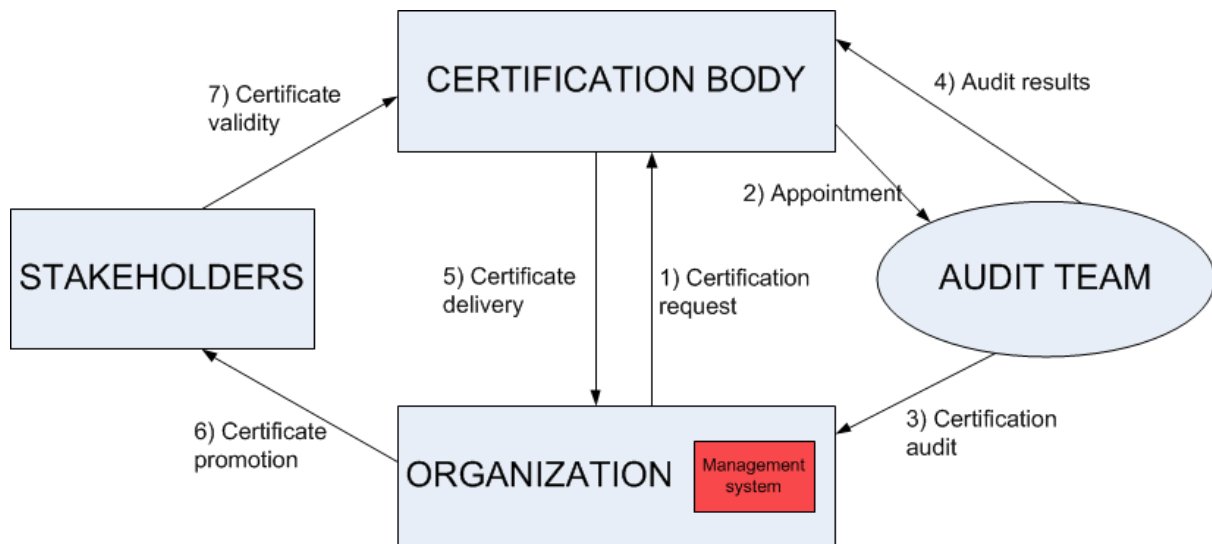 CERTIFICATION BODY
4) Audit results
7) Certificate
validity
2) Appointment
STAKEHOLDERS
5) Certificate
delivery
1) Certification
request
AUDIT TEAM
6) Certificate
promotion
ORGANIZATION
Management
system
3) Certification
audit